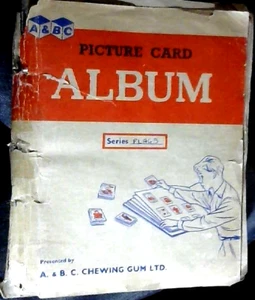 A&BC
PICTURE CARD
ALBUM
Series FLAGS
Presented by
A. & B. C. CHEWING GUM LTD.